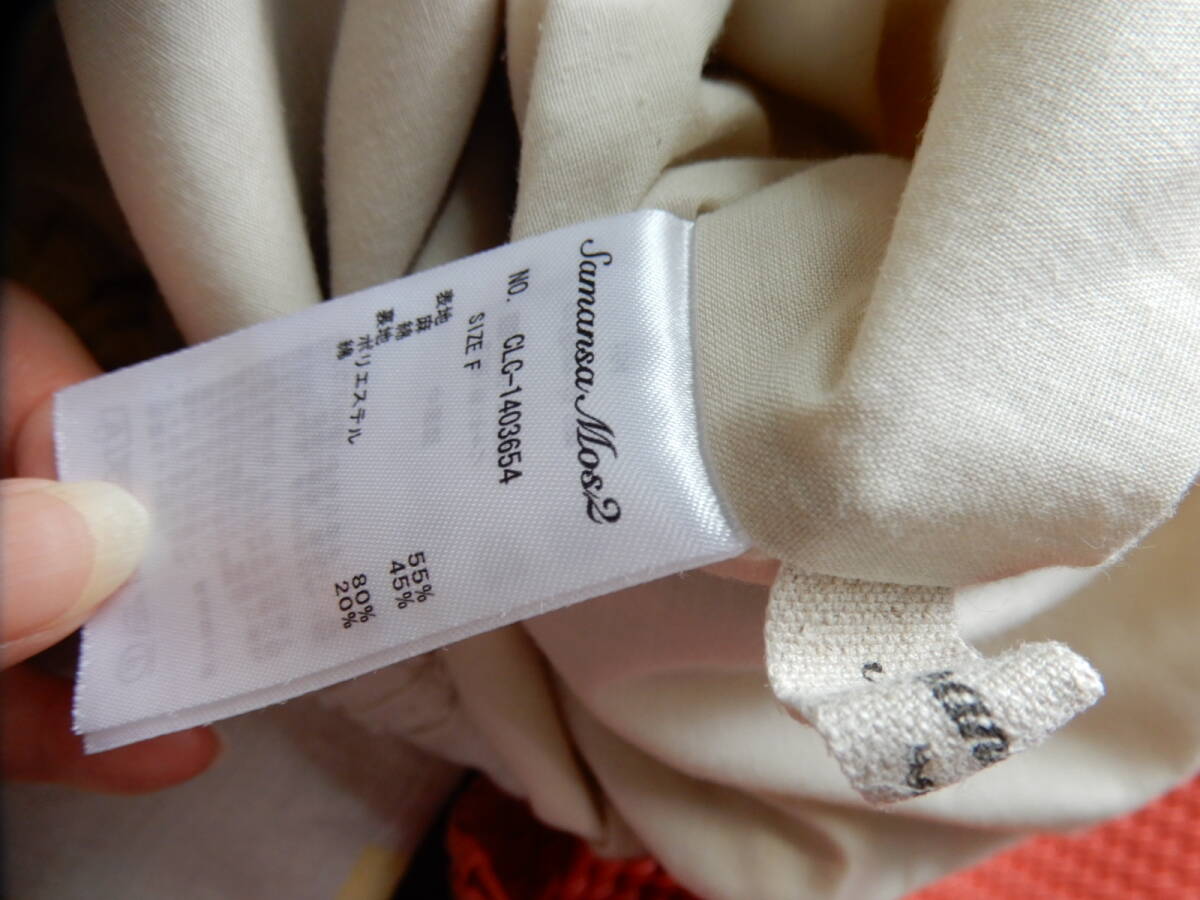 Samansa Mos2
NO. CLC-1403654
SIZE F
表地 麻 55%
綿 45%
裏地 ポリエステル 80%
綿 20%